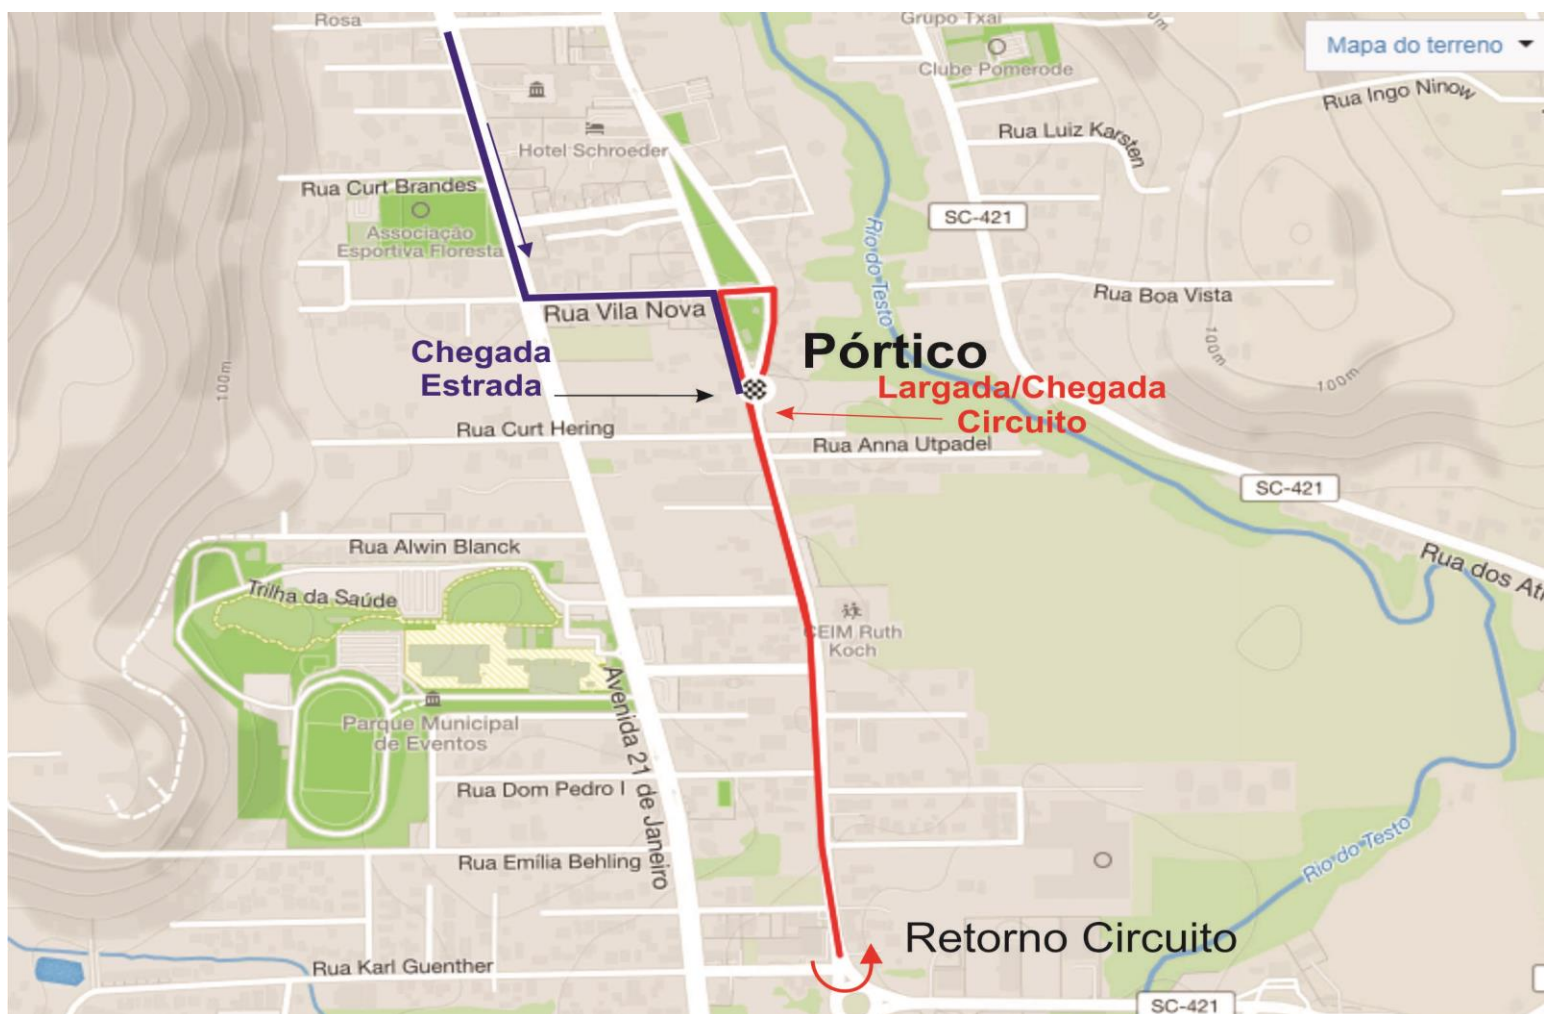 Rosa
Grupo Txai
Mapa do terreno
Clube Pomerode
Rua Ingo Ninow
Rua Luiz Karsten
Hotel Schroeder
Rua Curt Brandes
SC-421
Associação
Esportiva Floresta
Rio do Testo
Rua Boa Vista
Rua Vila Nova
100m
100m
100m
Pórtico
Chegada
Estrada
Largada/Chegada
Circuito
Rua Curt Hering
Rua Anna Utpadel
SC-421
Rua Alwin Blanck
Rua dos At
Trilha da Saúde
CEIM Ruth
Koch
Avenida 21 de Janeiro
Parque Municipal
de Eventos
Rua Dom Pedro I
Rua Emília Behling
Rio do Testo
Retorno Circuito
Rua Karl Guenther
SC-421